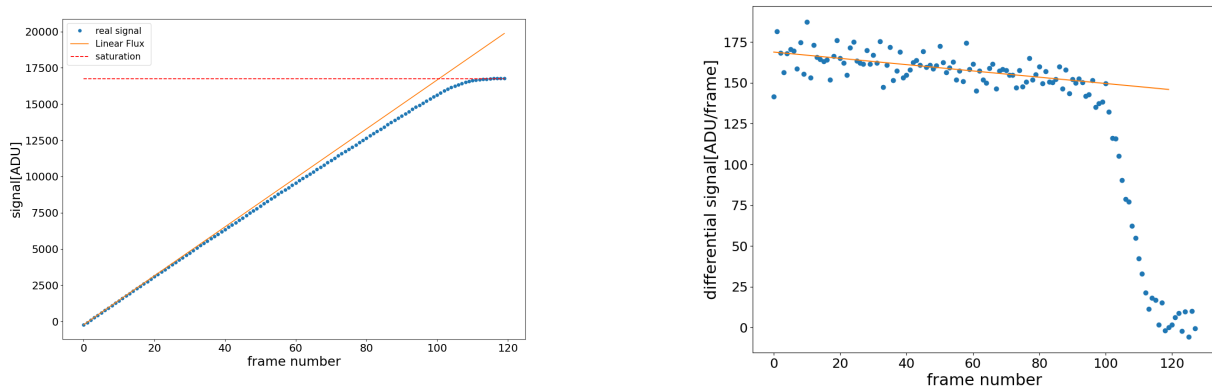 real signal
Linear Flux
saturation
20000
17500
15000
12500
10000
7500
5000
2500
0
signal[ADU]
0 20 40 60 80 100 120
frame number
175
150
125
100
75
50
25
0
differential signal[ADU/frame]
0 20 40 60 80 100 120
frame number